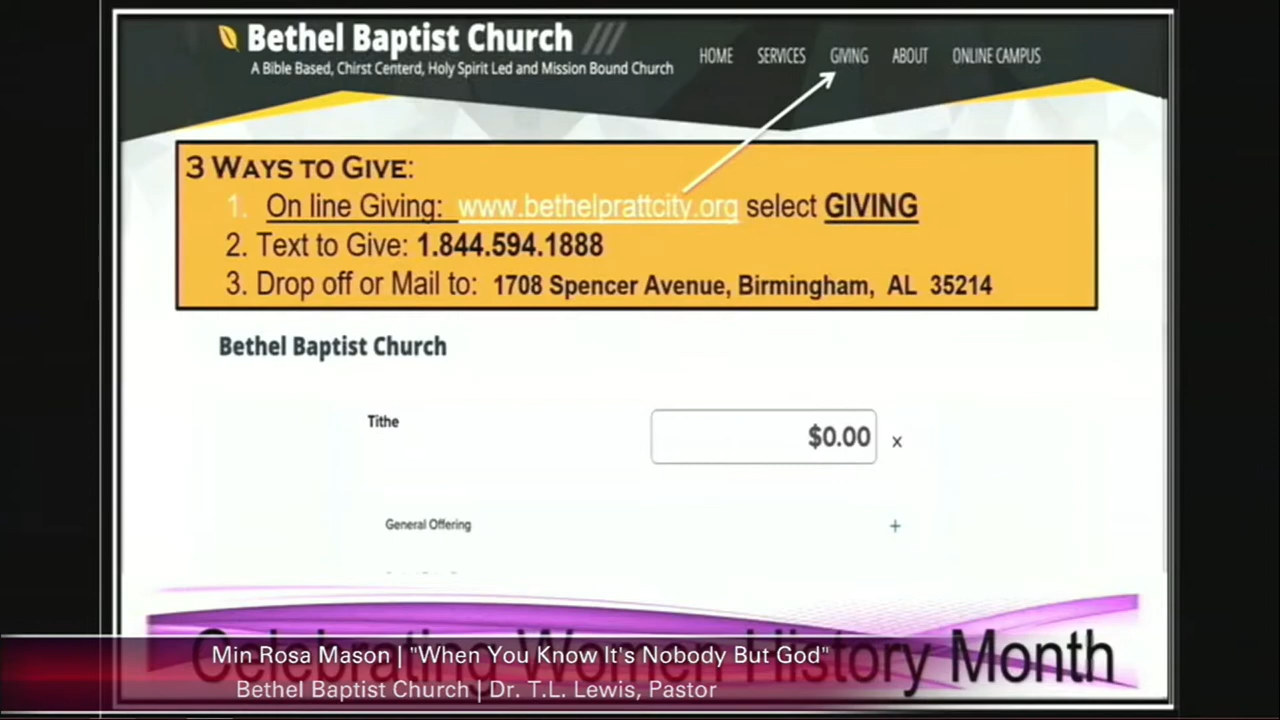 Bethel Baptist Church
A Bible Based, Chirst Centerd, Holy Spirit Led and Mission Bound Church
HOME SERVICES GIVING ABOUT ONLINE CAMPUS
3 WAYS TO GIVE:
1. On line Giving: www.bethelprattcity.org select GIVING
2. Text to Give: 1.844.594.1888
3. Drop off or Mail to: 1708 Spencer Avenue, Birmingham, AL 35214
Bethel Baptist Church
Tithe $0.00 x
General Offering +
Celebrating Women History Month
Min Rosa Mason | "When You Know It's Nobody But God"
Bethel Baptist Church | Dr. T.L. Lewis, Pastor